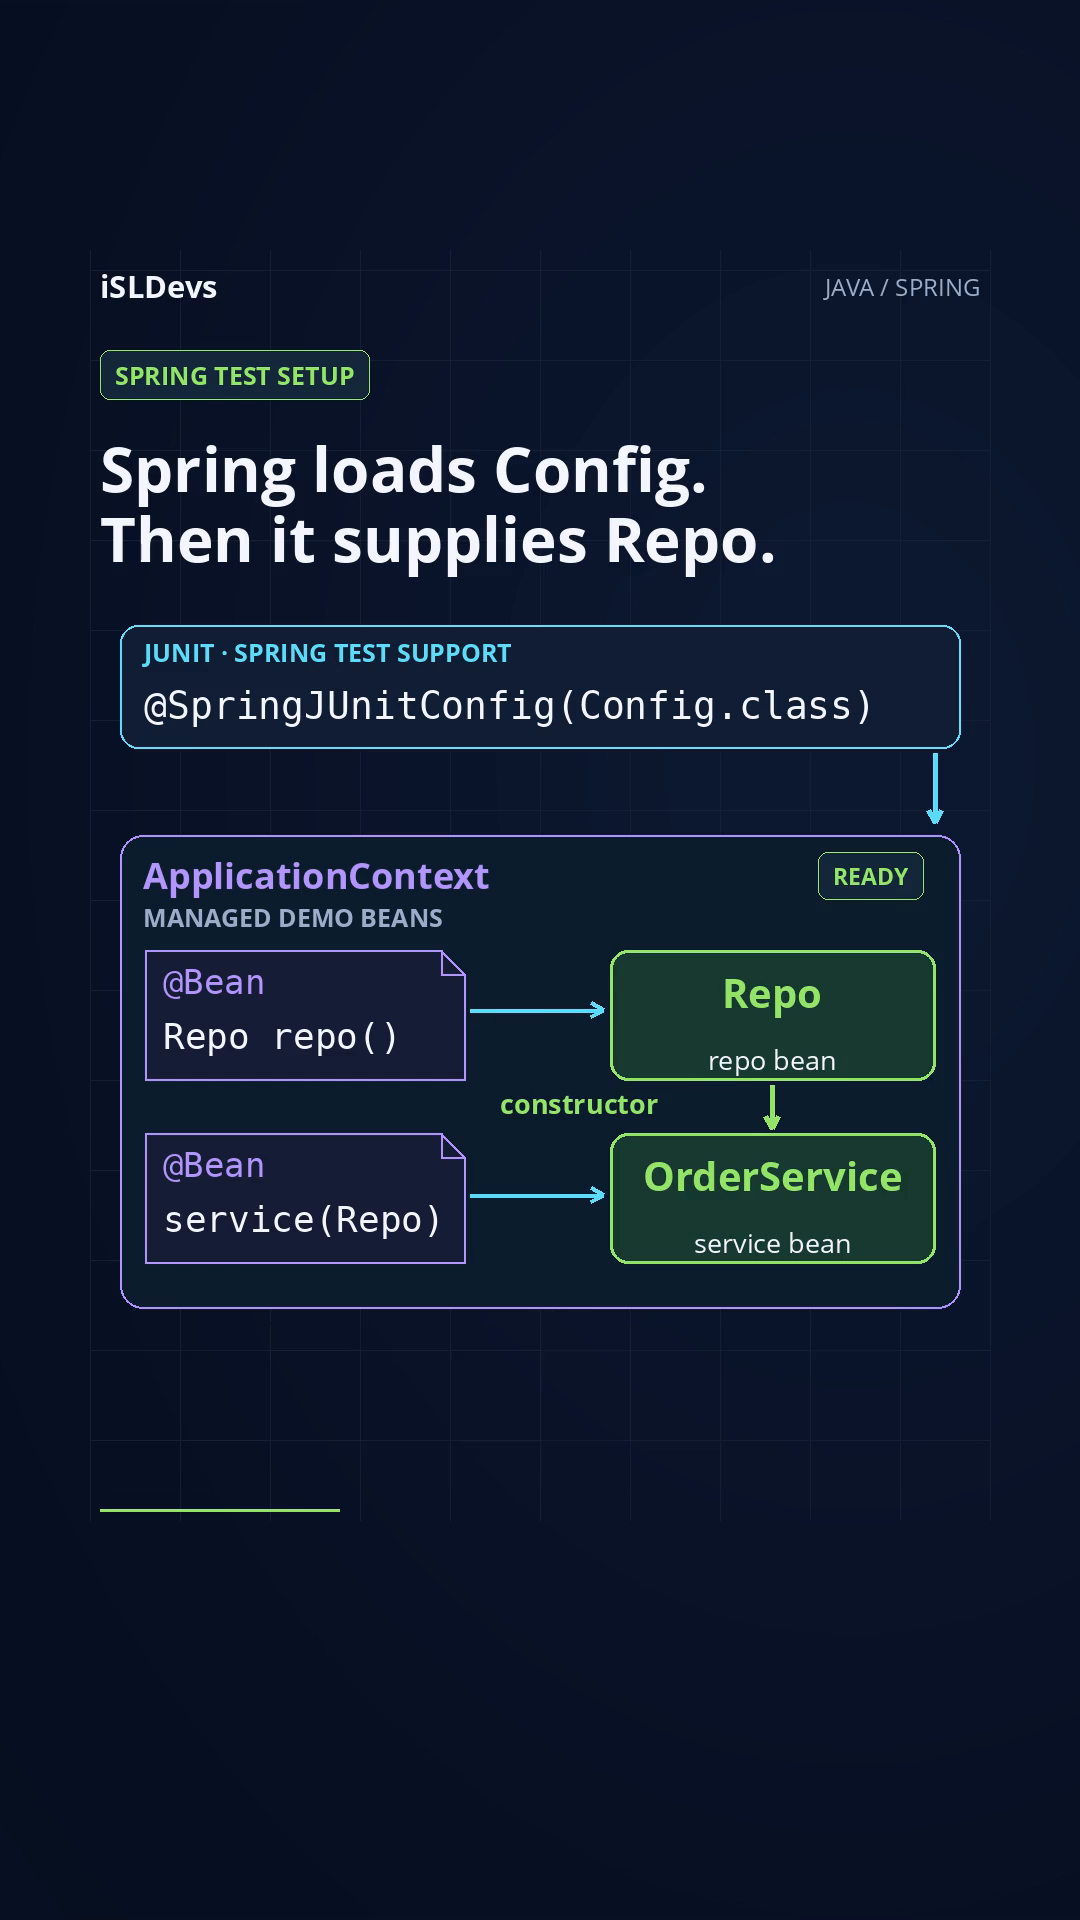 iSLDevs
JAVA / SPRING
SPRING TEST SETUP
Spring loads Config.
Then it supplies Repo.
JUNIT · SPRING TEST SUPPORT
@SpringJUnitConfig(Config.class)
ApplicationContext
READY
MANAGED DEMO BEANS
@Bean
Repo repo()
Repo
repo bean
constructor
@Bean
service(Repo)
OrderService
service bean